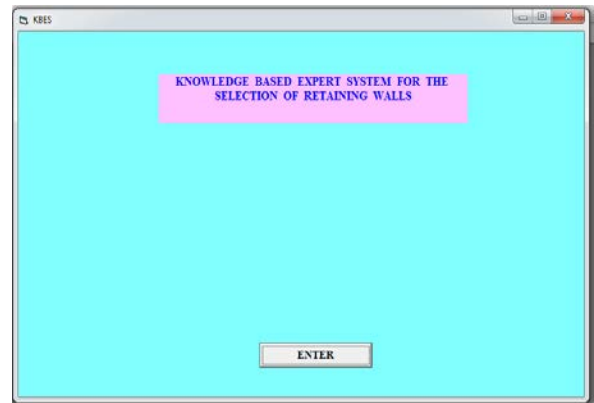 KBES
KNOWLEDGE BASED EXPERT SYSTEM FOR THE
SELECTION OF RETAINING WALLS
ENTER